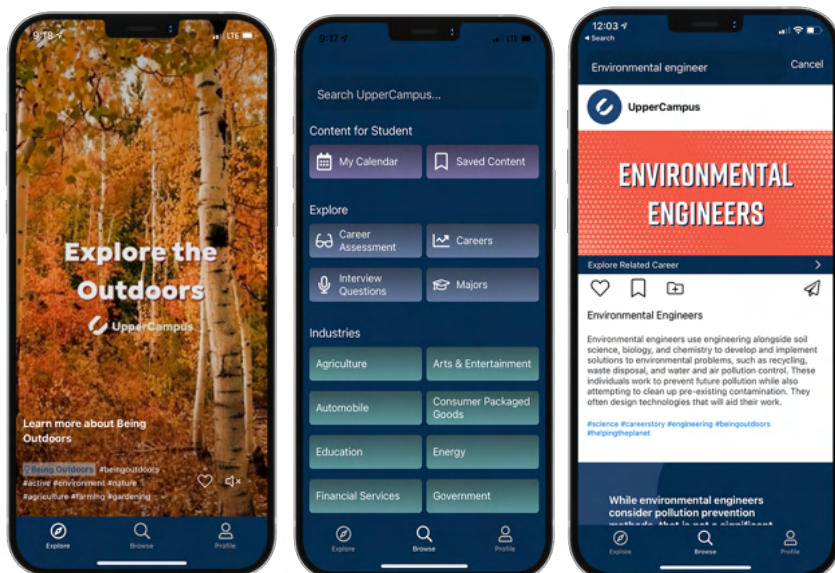 9:18
LTE
Explore the
Outdoors
UpperCampus
Learn more about Being
Outdoors
Being Outdoors #beingoutdoors
#active #environment #nature
#agriculture #farming #gardening
Explore
Browse
Profile
9:17
LTE
Search UpperCampus...
Content for Student
My Calendar
Saved Content
Explore
Career
Assessment
Careers
Interview
Questions
Majors
Industries
Agriculture
Arts & Entertainment
Automobile
Consumer Packaged
Goods
Education
Energy
Financial Services
Government
Explore
Browse
Profile
12:03
Search
Environmental engineer
Cancel
UpperCampus
ENVIRONMENTAL
ENGINEERS
Explore Related Career
Environmental Engineers
Environmental engineers use engineering alongside soil
science, biology, and chemistry to develop and implement
solutions to environmental problems, such as recycling,
waste disposal, and water and air pollution control. These
individuals work to prevent future pollution while also
attempting to clean up pre-existing contamination. They
often design technologies that will aid their work.
#science #careerstory #engineering #beingoutdoors
#helpingtheplanet
While environmental engineers
consider pollution prevention
methods, that is not a significant
Explore
Browse
Profile